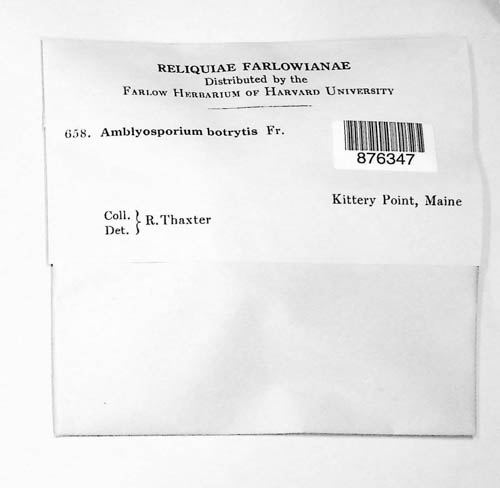 RELIQUIAE FARLOWIANAE
Distributed by the
FARLOW HERBARIUM OF HARVARD UNIVERSITY
658. Amblyosporium botrytis Fr.
876347
Kittery Point, Maine
Coll. } R. Thaxter
Det.